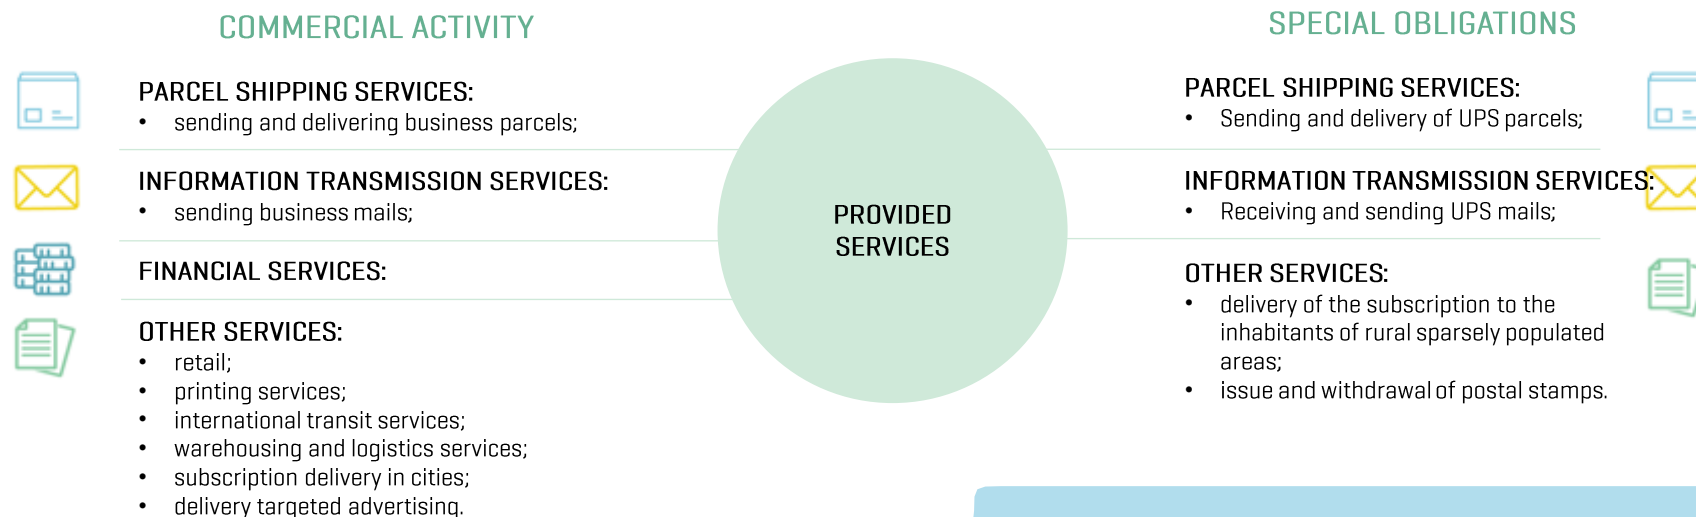 COMMERCIAL ACTIVITY
PARCEL SHIPPING SERVICES:
• sending and delivering business parcels;
INFORMATION TRANSMISSION SERVICES:
• sending business mails;
FINANCIAL SERVICES:
OTHER SERVICES:
• retail;
• printing services;
• international transit services;
• warehousing and logistics services;
• subscription delivery in cities;
• delivery targeted advertising.
PROVIDED
SERVICES
SPECIAL OBLIGATIONS
PARCEL SHIPPING SERVICES:
• Sending and delivery of UPS parcels;
INFORMATION TRANSMISSION SERVICES:
• Receiving and sending UPS mails;
OTHER SERVICES:
• delivery of the subscription to the
inhabitants of rural sparsely populated
areas;
• issue and withdrawal of postal stamps.